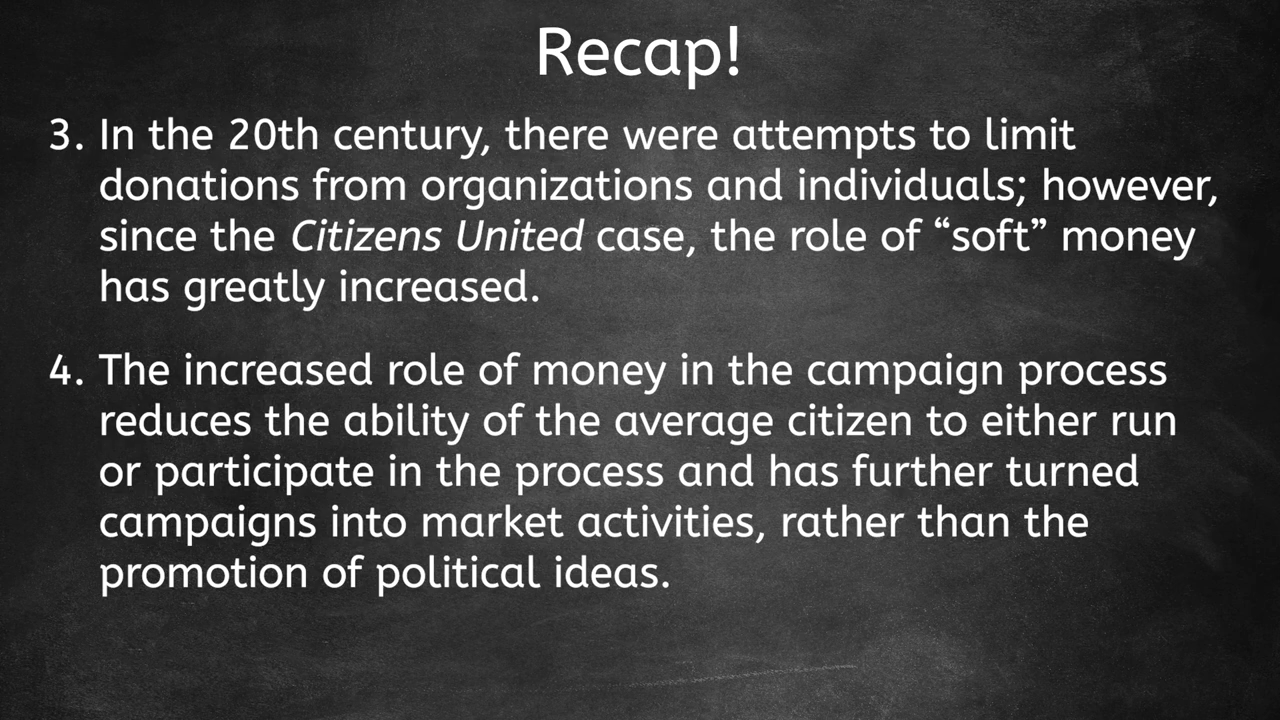 Recap!
3. In the 20th century, there were attempts to limit
donations from organizations and individuals; however,
since the Citizens United case, the role of “soft” money
has greatly increased.
4. The increased role of money in the campaign process
reduces the ability of the average citizen to either run
or participate in the process and has further turned
campaigns into market activities, rather than the
promotion of political ideas.